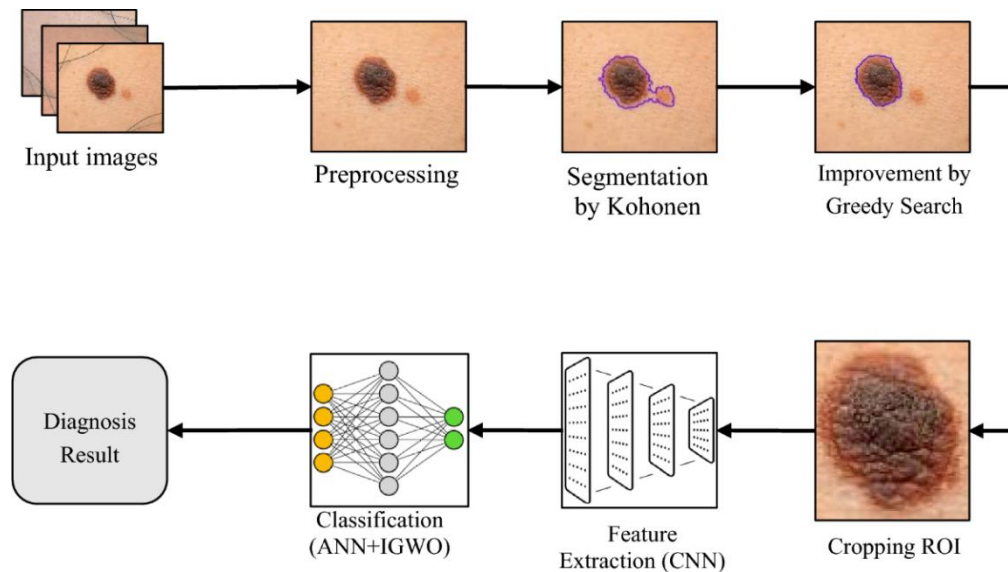 Input images
Preprocessing
Segmentation
by Kohonen
Improvement by
Greedy Search
Diagnosis
Result
Classification
(ANN+IGWO)
Feature
Extraction (CNN)
Cropping ROI